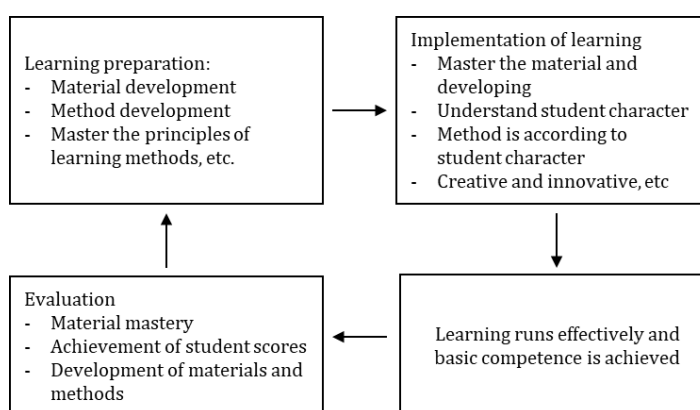 Learning preparation:
- Material development
- Method development
- Master the principles of
learning methods, etc.
Implementation of learning
- Master the material and
developing
- Understand student character
- Method is according to
student character
- Creative and innovative, etc
Evaluation
- Material mastery
- Achievement of student scores
- Development of materials and
methods
Learning runs effectively and
basic competence is achieved